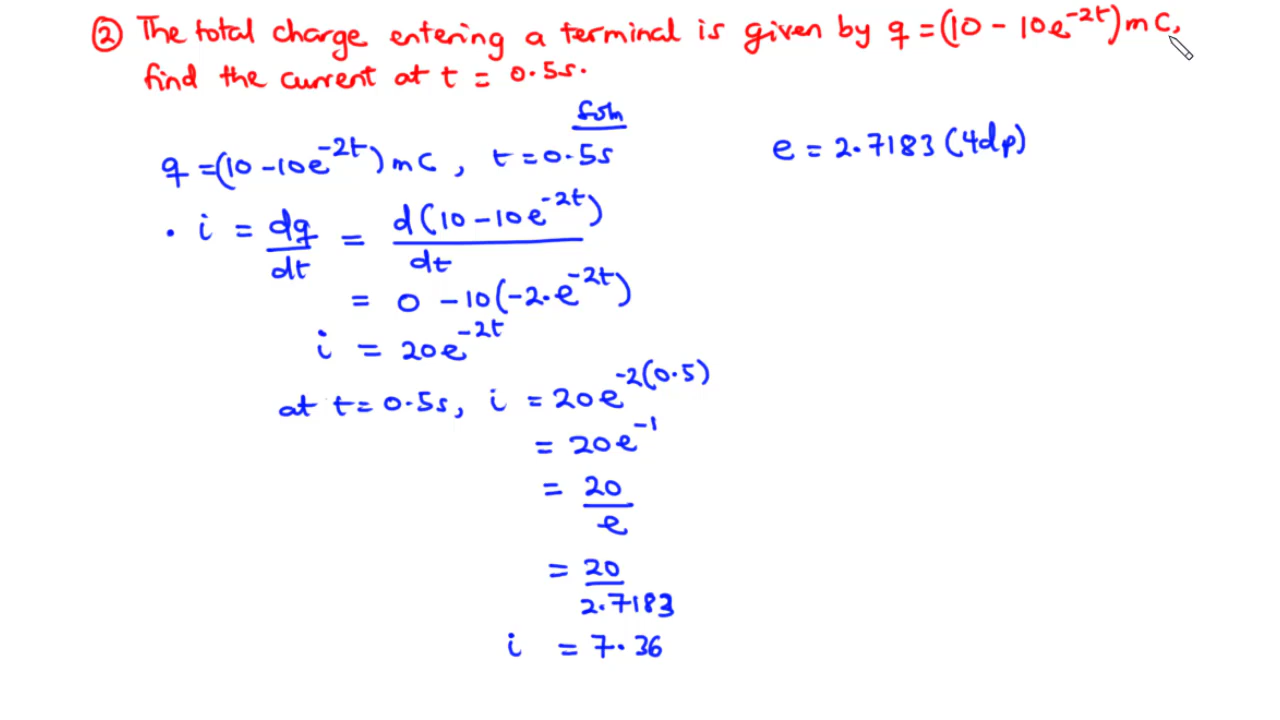 ② The total charge entering a terminal is given by q = (10 - 10e^{-2t}) mC,
find the current at t = 0.5s.
Soln
q = (10 - 10e^{-2t}) mC, t = 0.5s
e = 2.7183 (4dp)
· i = dq/dt = d(10 - 10e^{-2t})/dt
= 0 - 10(-2·e^{-2t})
i = 20e^{-2t}
at t = 0.5s, i = 20e^{-2(0.5)}
= 20e^{-1}
= 20/e
= 20/2.7183
i = 7.36